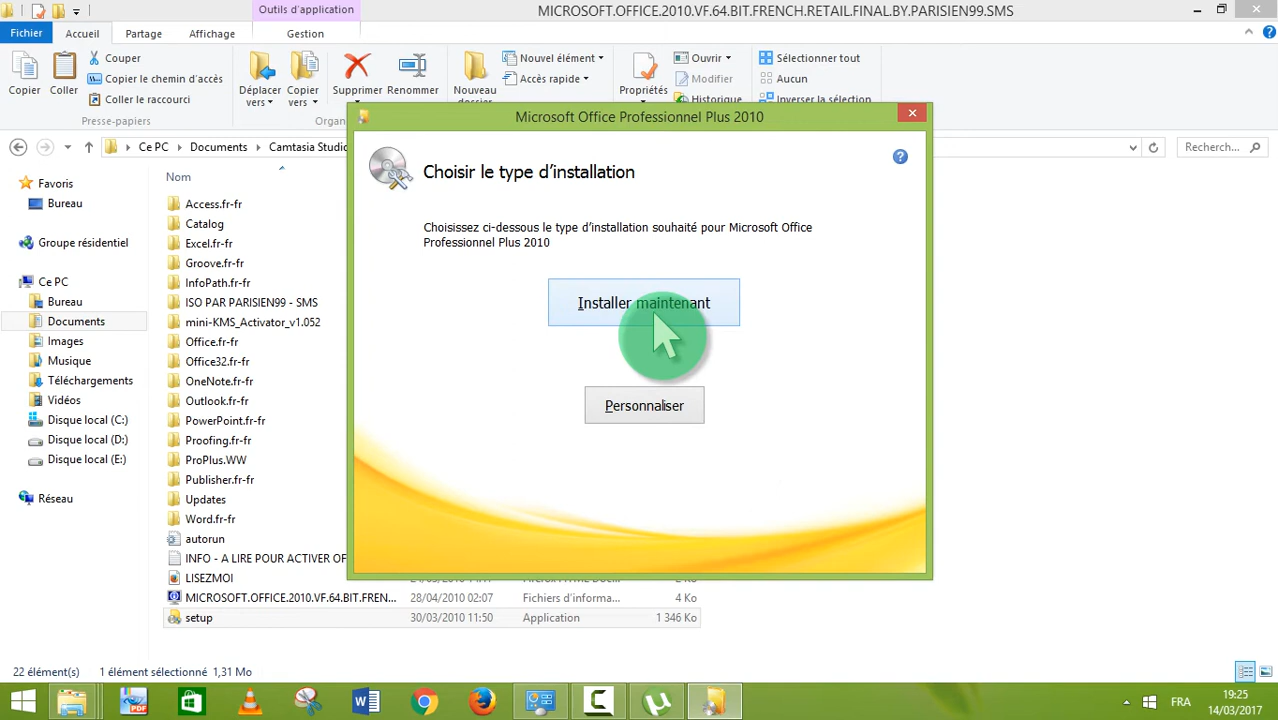 Outils d'application
MICROSOFT.OFFICE.2010.VF.64.BIT.FRENCH.RETAIL.FINAL.BY.PARISIEN99.SMS
Fichier
Accueil
Partage
Affichage
Gestion
Copier
Coller
Couper
Copier le chemin d'accès
Coller le raccourci
Presse-papiers
Déplacer
vers
Copier
vers
Supprimer
Renommer
Organ
Nouveau
Nouvel élément
Accès rapide
Propriétés
Ouvrir
Modifier
Historique
Sélectionner tout
Aucun
Inverser la sélection
Ce PC
Documents
Camtasia Studio
Recherch...
Favoris
Bureau
Groupe résidentiel
Ce PC
Bureau
Documents
Images
Musique
Téléchargements
Vidéos
Disque local (C:)
Disque local (D:)
Disque local (E:)
Réseau
Nom
Access.fr-fr
Catalog
Excel.fr-fr
Groove.fr-fr
InfoPath.fr-fr
ISO PAR PARISIEN99 - SMS
mini-KMS_Activator_v1.052
Office.fr-fr
Office32.fr-fr
OneNote.fr-fr
Outlook.fr-fr
PowerPoint.fr-fr
Proofing.fr-fr
ProPlus.WW
Publisher.fr-fr
Updates
Word.fr-fr
autorun
INFO - A LIRE POUR ACTIVER OF
LISEZMOI
MICROSOFT.OFFICE.2010.VF.64.BIT.FREN... 28/04/2010 02:07 Fichiers d'informa... 4 Ko
setup 30/03/2010 11:50 Application 1 346 Ko
Microsoft Office Professionnel Plus 2010
Choisir le type d'installation
Choisissez ci-dessous le type d'installation souhaité pour Microsoft Office
Professionnel Plus 2010
Installer maintenant
Personnaliser
22 élément(s)
1 élément sélectionné 1,31 Mo
FRA
19:25
14/03/2017